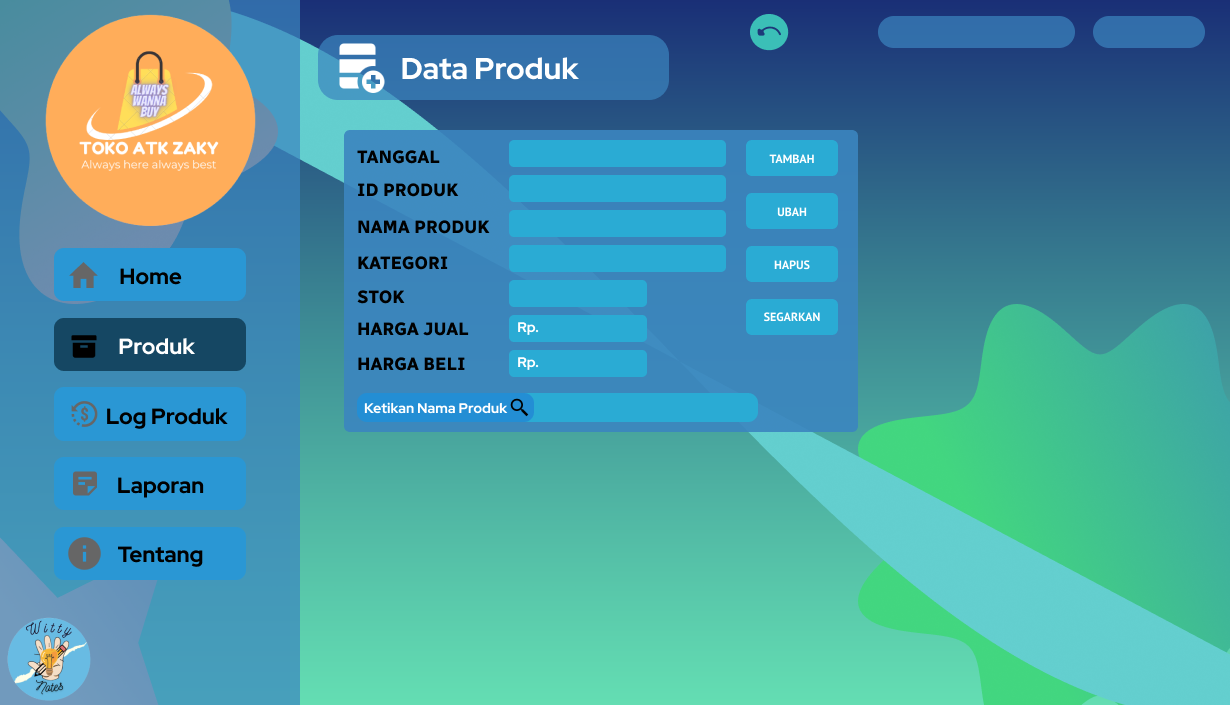 ALWAYS
WANNA
BUY
TOKO ATK ZAKY
Always here always best
Home
Produk
Log Produk
Laporan
Tentang
Witty
Notes
Data Produk
TANGGAL
ID PRODUK
NAMA PRODUK
KATEGORI
STOK
HARGA JUAL
Rp.
HARGA BELI
Rp.
Ketikan Nama Produk
TAMBAH
UBAH
HAPUS
SEGARKAN